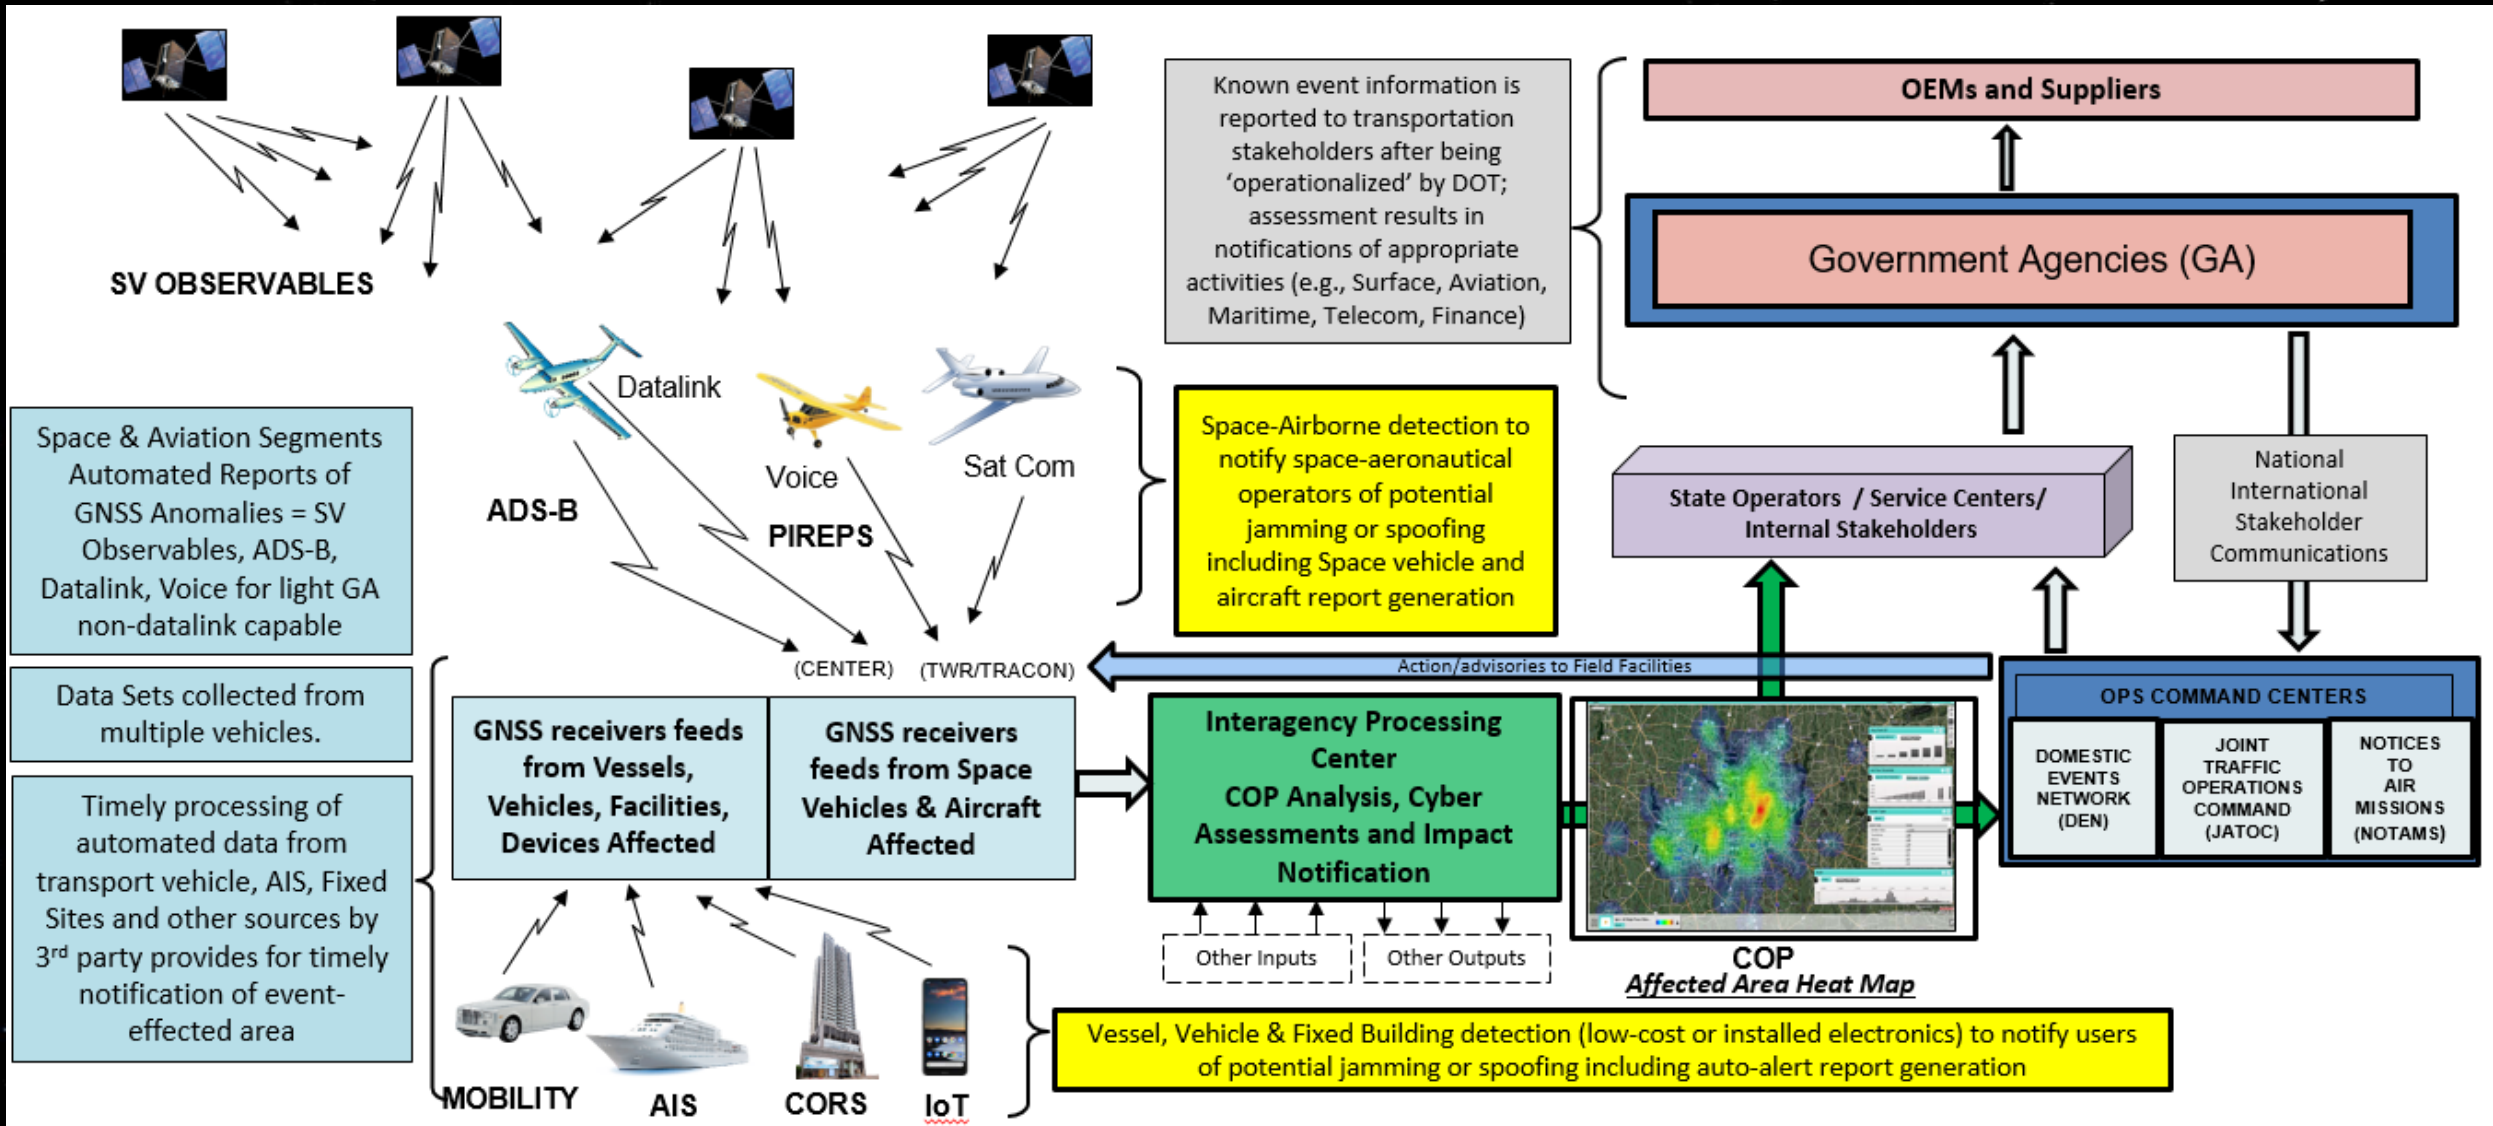 Known event information is
reported to transportation
stakeholders after being
‘operationalized’ by DOT;
assessment results in
notifications of appropriate
activities (e.g., Surface, Aviation,
Maritime, Telecom, Finance)
OEMs and Suppliers
Government Agencies (GA)
SV OBSERVABLES
Datalink
Voice
Sat Com
ADS-B
PIREPS
Space & Aviation Segments
Automated Reports of
GNSS Anomalies = SV
Observables, ADS-B,
Datalink, Voice for light GA
non-datalink capable
Space-Airborne detection to
notify space-aeronautical
operators of potential
jamming or spoofing
including Space vehicle and
aircraft report generation
State Operators / Service Centers/
Internal Stakeholders
National
International
Stakeholder
Communications
(CENTER)
(TWR/TRACON)
Action/advisories to Field Facilities
Data Sets collected from
multiple vehicles.
GNSS receivers feeds
from Vessels,
Vehicles, Facilities,
Devices Affected
GNSS receivers
feeds from Space
Vehicles & Aircraft
Affected
Interagency Processing
Center
COP Analysis, Cyber
Assessments and Impact
Notification
OPS COMMAND CENTERS
DOMESTIC
EVENTS
NETWORK
(DEN)
JOINT
TRAFFIC
OPERATIONS
COMMAND
(JATOC)
NOTICES
TO
AIR
MISSIONS
(NOTAMS)
Timely processing of
automated data from
transport vehicle, AIS, Fixed
Sites and other sources by
3rd party provides for timely
notification of event-
effected area
Other Inputs
Other Outputs
COP
Affected Area Heat Map
MOBILITY
AIS
CORS
IoT
Vessel, Vehicle & Fixed Building detection (low-cost or installed electronics) to notify users
of potential jamming or spoofing including auto-alert report generation